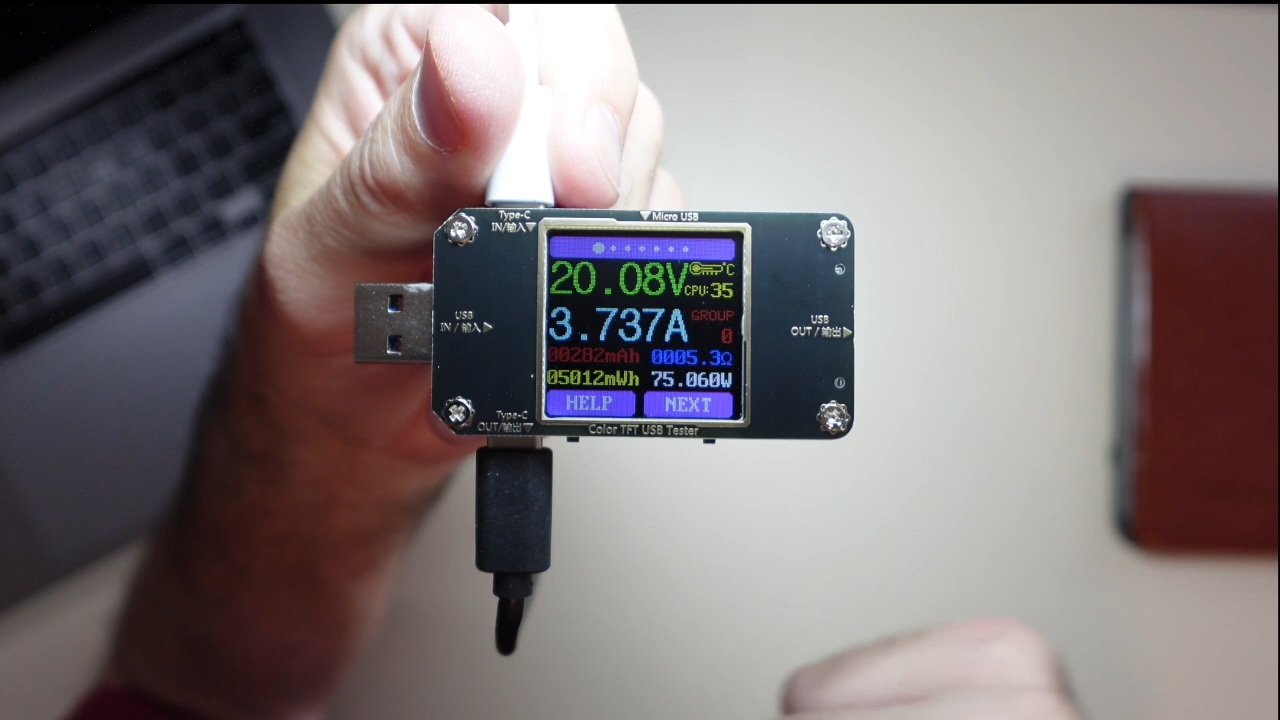 Type-C
IN/输入▼
▼Micro USB
20.08V
°C
CPU:35
3.737A
GROUP
0
00282mAh
0005.3Ω
05012mWh
75.060W
HELP
NEXT
USB
IN / 输入▶
USB
OUT / 输出▶
Type-C
OUT/输出▼
Color TFT USB Tester